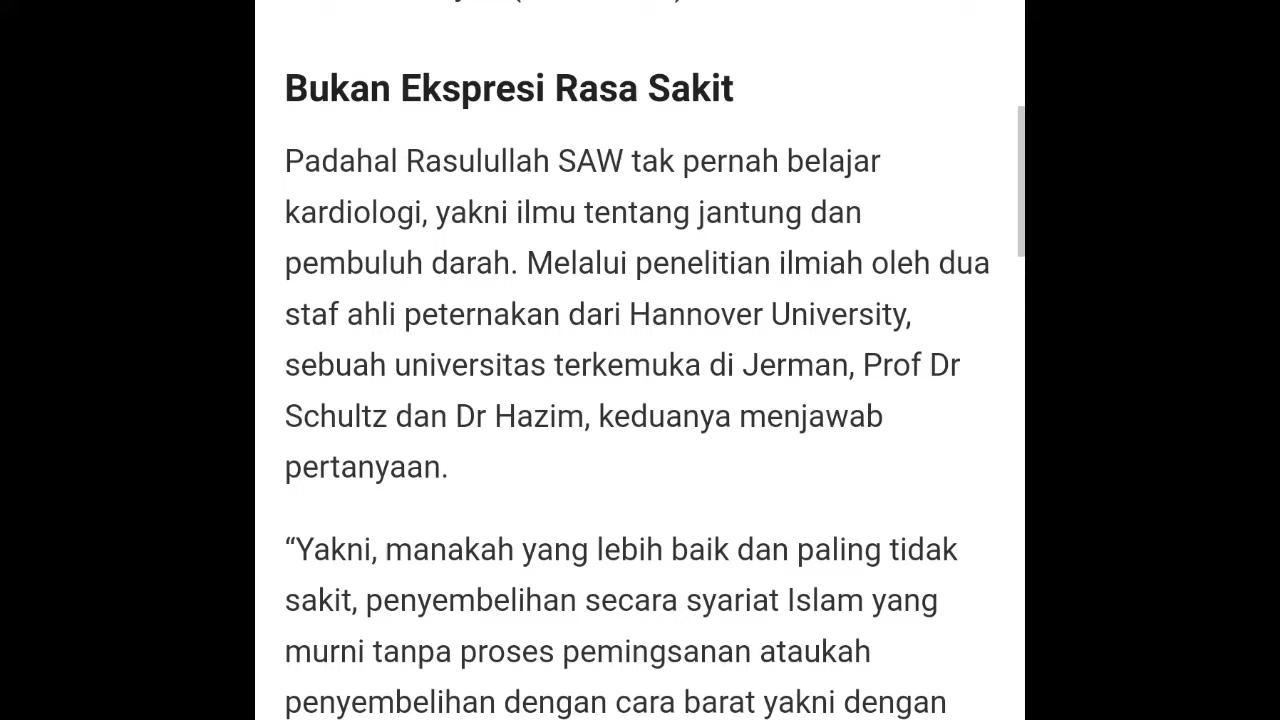 Bukan Ekspresi Rasa Sakit
Padahal Rasulullah SAW tak pernah belajar
kardiologi, yakni ilmu tentang jantung dan
pembuluh darah. Melalui penelitian ilmiah oleh dua
staf ahli peternakan dari Hannover University,
sebuah universitas terkemuka di Jerman, Prof Dr
Schultz dan Dr Hazim, keduanya menjawab
pertanyaan.
“Yakni, manakah yang lebih baik dan paling tidak
sakit, penyembelihan secara syariat Islam yang
murni tanpa proses pemingsanan ataukah
penyembelihan dengan cara barat yakni dengan